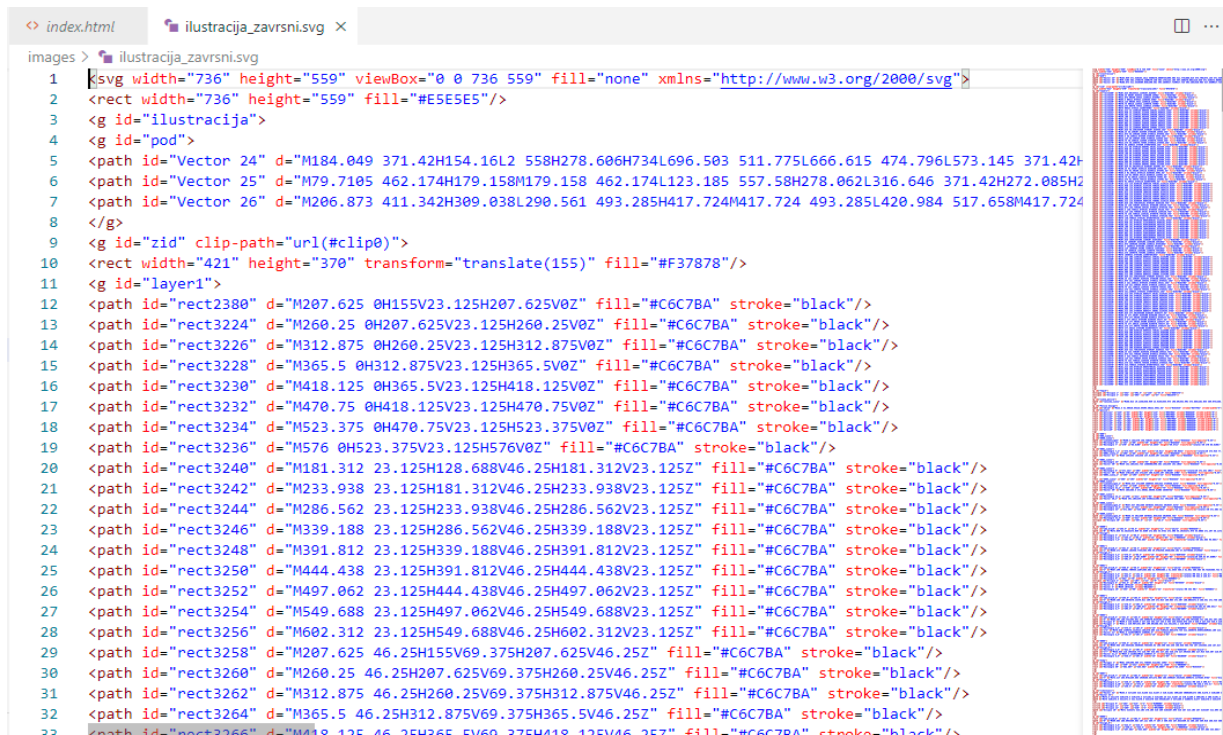 index.html ilustracija_zavrsni.svg
images > ilustracija_zavrsni.svg
1 <svg width="736" height="559" viewBox="0 0 736 559" fill="none" xmlns="http://www.w3.org/2000/svg">
2 <rect width="736" height="559" fill="#E5E5E5"/>
3 <g id="ilustracija">
4 <g id="pod">
5 <path id="Vector 24" d="M184.049 371.42H154.16L2 558H278.606H734L696.503 511.775L666.615 474.796L573.145 371.42H
6 <path id="Vector 25" d="M79.7105 462.174H179.158M179.158 462.174L123.185 557.58H278.062L316.646 371.42H272.085H2
7 <path id="Vector 26" d="M206.873 411.342H309.038L290.561 493.285H417.724M417.724 493.285L420.984 517.658M417.724
8 </g>
9 <g id="zid" clip-path="url(#clip0)">
10 <rect width="421" height="370" transform="translate(155)" fill="#F37878"/>
11 <g id="layer1">
12 <path id="rect2380" d="M207.625 0H155V23.125H207.625V0Z" fill="#C6C7BA" stroke="black"/>
13 <path id="rect3224" d="M260.25 0H207.625V23.125H260.25V0Z" fill="#C6C7BA" stroke="black"/>
14 <path id="rect3226" d="M312.875 0H260.25V23.125H312.875V0Z" fill="#C6C7BA" stroke="black"/>
15 <path id="rect3228" d="M365.5 0H312.875V23.125H365.5V0Z" fill="#C6C7BA" stroke="black"/>
16 <path id="rect3230" d="M418.125 0H365.5V23.125H418.125V0Z" fill="#C6C7BA" stroke="black"/>
17 <path id="rect3232" d="M470.75 0H418.125V23.125H470.75V0Z" fill="#C6C7BA" stroke="black"/>
18 <path id="rect3234" d="M523.375 0H470.75V23.125H523.375V0Z" fill="#C6C7BA" stroke="black"/>
19 <path id="rect3236" d="M576 0H523.375V23.125H576V0Z" fill="#C6C7BA" stroke="black"/>
20 <path id="rect3240" d="M181.312 23.125H128.688V46.25H181.312V23.125Z" fill="#C6C7BA" stroke="black"/>
21 <path id="rect3242" d="M233.938 23.125H181.312V46.25H233.938V23.125Z" fill="#C6C7BA" stroke="black"/>
22 <path id="rect3244" d="M286.562 23.125H233.938V46.25H286.562V23.125Z" fill="#C6C7BA" stroke="black"/>
23 <path id="rect3246" d="M339.188 23.125H286.562V46.25H339.188V23.125Z" fill="#C6C7BA" stroke="black"/>
24 <path id="rect3248" d="M391.812 23.125H339.188V46.25H391.812V23.125Z" fill="#C6C7BA" stroke="black"/>
25 <path id="rect3250" d="M444.438 23.125H391.812V46.25H444.438V23.125Z" fill="#C6C7BA" stroke="black"/>
26 <path id="rect3252" d="M497.062 23.125H444.438V46.25H497.062V23.125Z" fill="#C6C7BA" stroke="black"/>
27 <path id="rect3254" d="M549.688 23.125H497.062V46.25H549.688V23.125Z" fill="#C6C7BA" stroke="black"/>
28 <path id="rect3256" d="M602.312 23.125H549.688V46.25H602.312V23.125Z" fill="#C6C7BA" stroke="black"/>
29 <path id="rect3258" d="M207.625 46.25H155V69.375H207.625V46.25Z" fill="#C6C7BA" stroke="black"/>
30 <path id="rect3260" d="M260.25 46.25H207.625V69.375H260.25V46.25Z" fill="#C6C7BA" stroke="black"/>
31 <path id="rect3262" d="M312.875 46.25H260.25V69.375H312.875V46.25Z" fill="#C6C7BA" stroke="black"/>
32 <path id="rect3264" d="M365.5 46.25H312.875V69.375H365.5V46.25Z" fill="#C6C7BA" stroke="black"/>
33 <path id="rect3266" d="M418.125 46.25H365.5V69.375H418.125V46.25Z" fill="#C6C7BA" stroke="black"/>